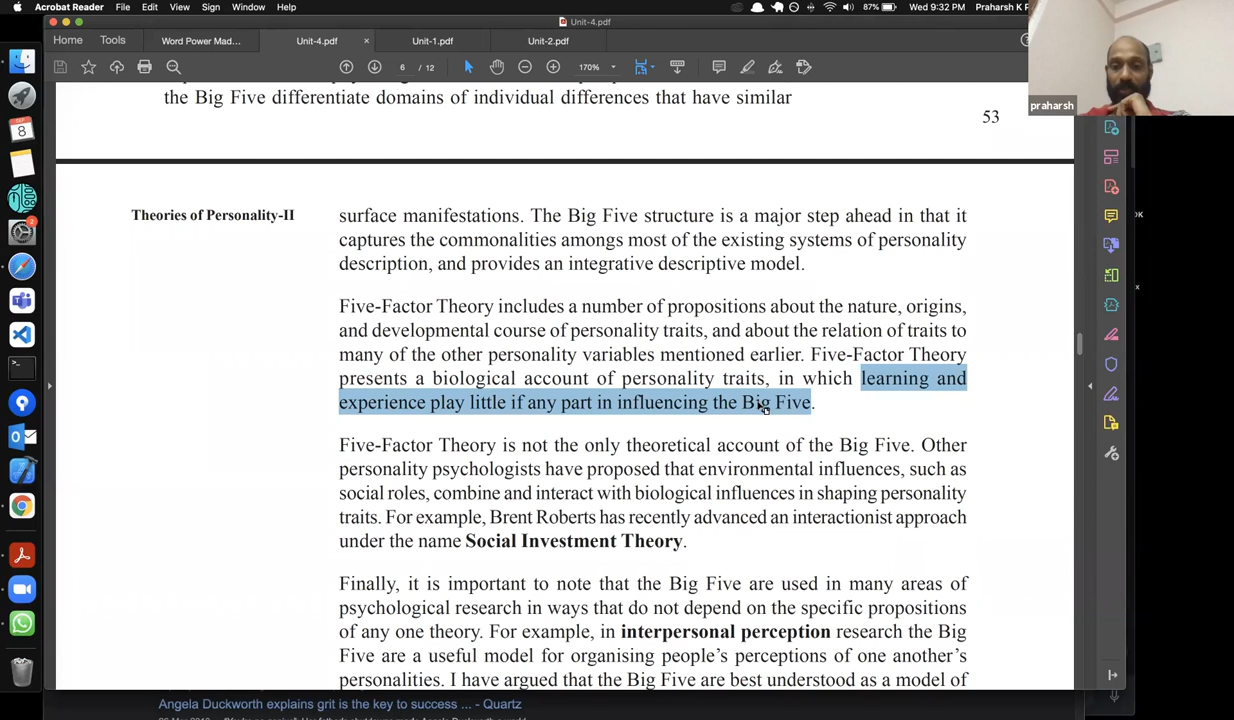 Acrobat Reader File Edit View Sign Window Help 87% Wed 9:32 PM Praharsh K P
Unit-4.pdf
Home Tools Word Power Mad... Unit-4.pdf × Unit-1.pdf Unit-2.pdf
6 / 12 170%
praharsh
the Big Five differentiate domains of individual differences that have similar
53
Theories of Personality-II
surface manifestations. The Big Five structure is a major step ahead in that it
captures the commonalities amongs most of the existing systems of personality
description, and provides an integrative descriptive model.
Five-Factor Theory includes a number of propositions about the nature, origins,
and developmental course of personality traits, and about the relation of traits to
many of the other personality variables mentioned earlier. Five-Factor Theory
presents a biological account of personality traits, in which learning and
experience play little if any part in influencing the Big Five.
Five-Factor Theory is not the only theoretical account of the Big Five. Other
personality psychologists have proposed that environmental influences, such as
social roles, combine and interact with biological influences in shaping personality
traits. For example, Brent Roberts has recently advanced an interactionist approach
under the name Social Investment Theory.
Finally, it is important to note that the Big Five are used in many areas of
psychological research in ways that do not depend on the specific propositions
of any one theory. For example, in interpersonal perception research the Big
Five are a useful model for organising people's perceptions of one another's
personalities. I have argued that the Big Five are best understood as a model of
Angela Duckworth explains grit is the key to success ... - Quartz
SEP
8
2